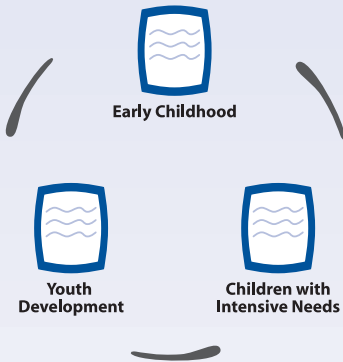 Early Childhood
Youth
Development
Children with
Intensive Needs